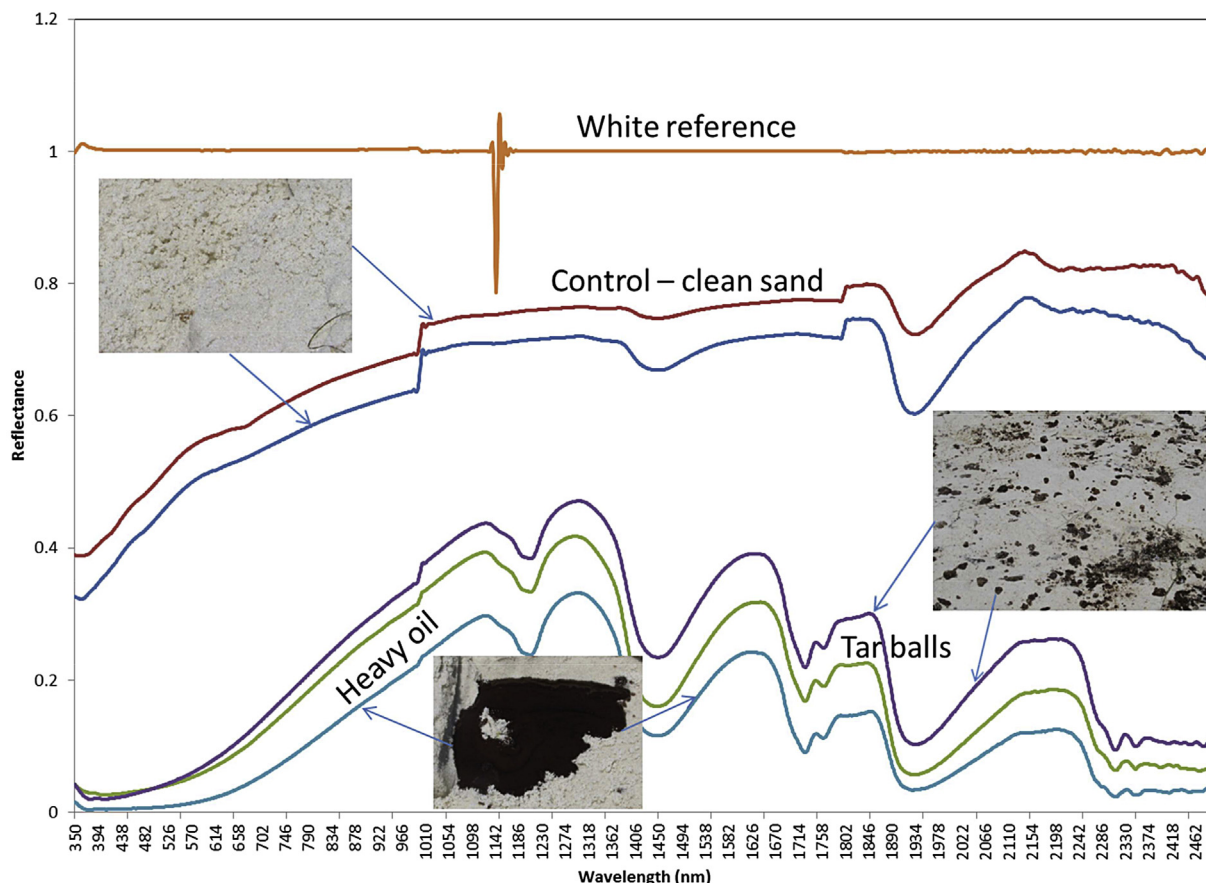 1.2
White reference
1
Control – clean sand
0.8
0.6
Reflectance
0.4
Heavy oil
Tar balls
0.2
0
350 394 438 482 526 570 614 658 702 746 790 834 878 922 966 1010 1054 1098 1142 1186 1230 1274 1318 1362 1406 1450 1494 1538 1582 1626 1670 1714 1758 1802 1846 1890 1934 1978 2022 2066 2110 2154 2198 2242 2286 2330 2374 2418 2462
Wavelength (nm)